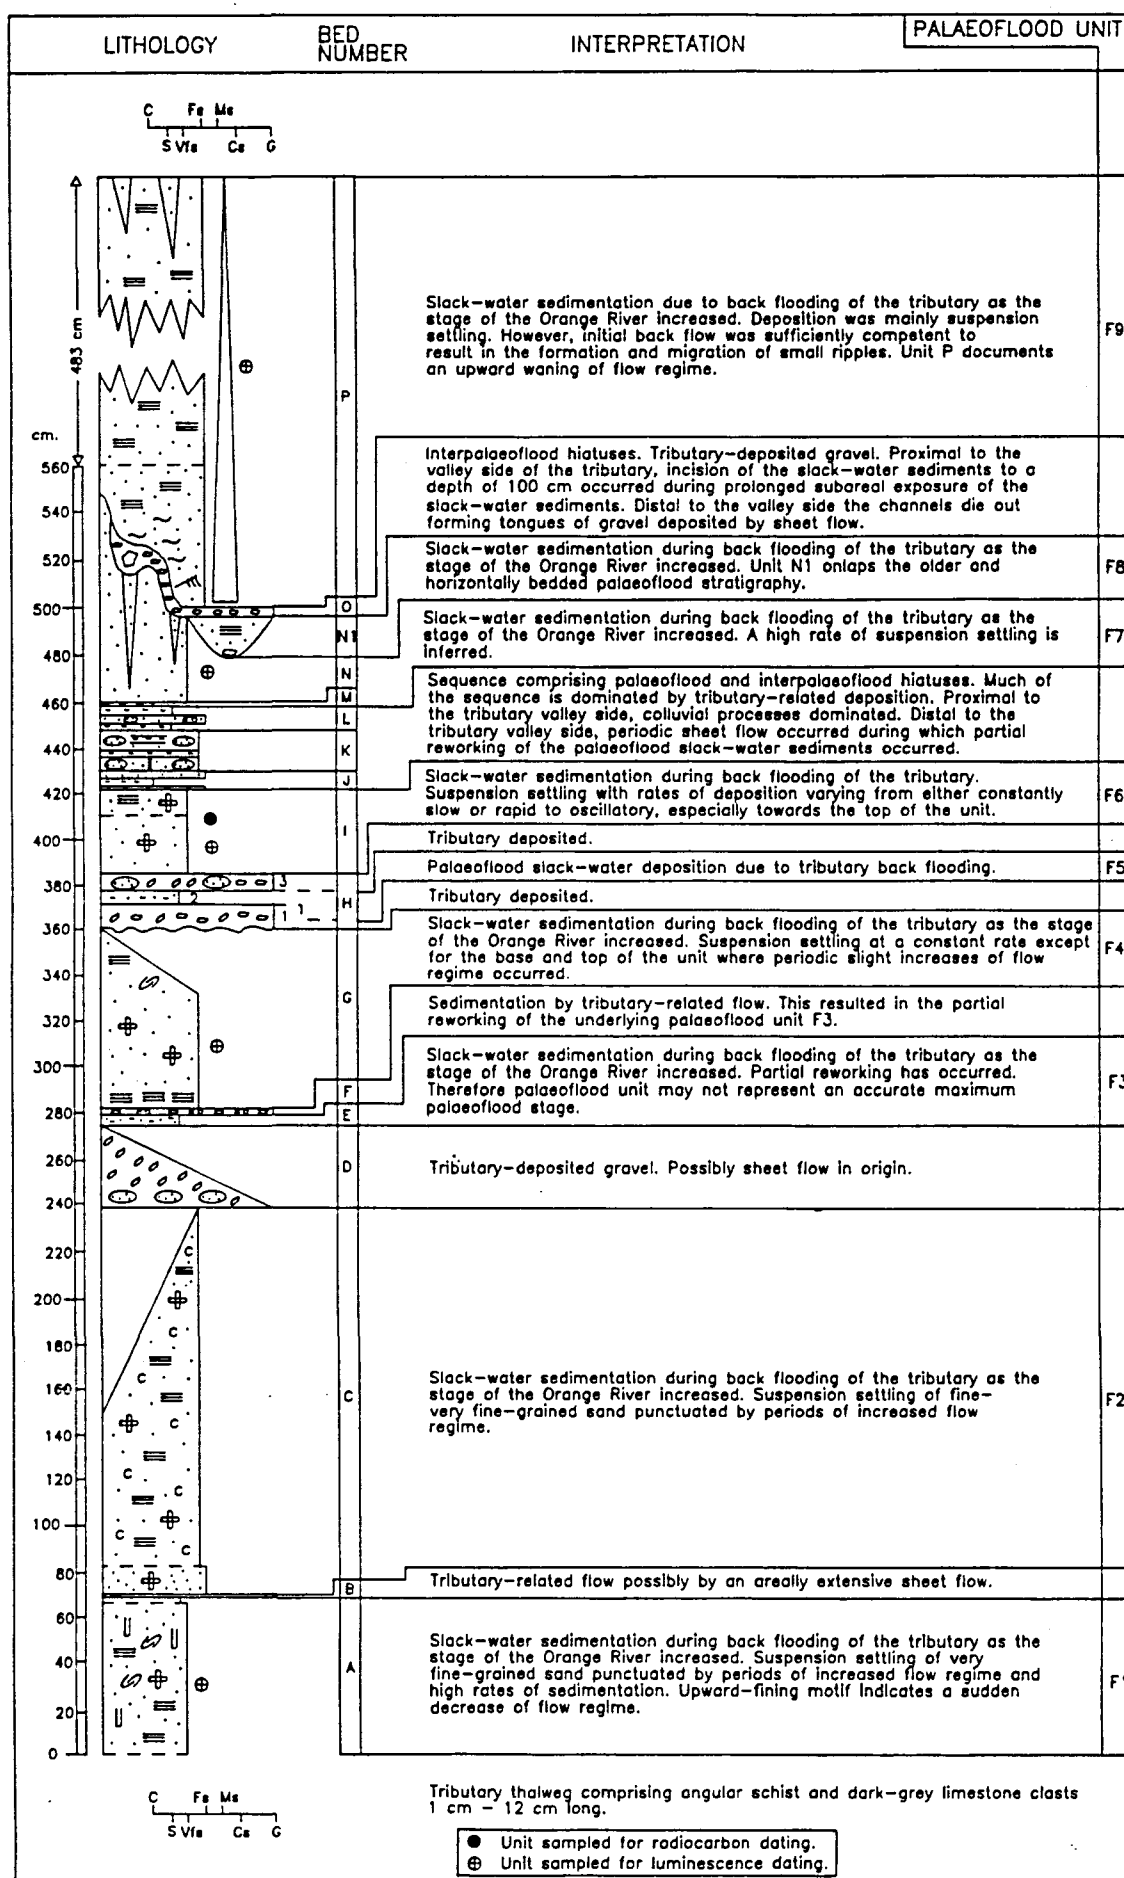 LITHOLOGY
BED
NUMBER
INTERPRETATION
PALAEOFLOOD UNIT
C Fs Ms
S Vfs Cs G
483 cm
cm.
Slack-water sedimentation due to back flooding of the tributary as the
stage of the Orange River increased. Deposition was mainly suspension
settling. However, initial back flow was sufficiently competent to
result in the formation and migration of small ripples. Unit P documents
an upward waning of flow regime.
F9
P
560
Interpalaeoflood hiatuses. Tributary-deposited gravel. Proximal to the
valley side of the tributary, incision of the slack-water sediments to a
depth of 100 cm occurred during prolonged subareal exposure of the
slack-water sediments. Distal to the valley side the channels die out
forming tongues of gravel deposited by sheet flow.
540
520
Slack-water sedimentation during back flooding of the tributary as the
stage of the Orange River increased. Unit N1 onlaps the older and
horizontally bedded palaeoflood stratigraphy.
F8
500
O
Slack-water sedimentation during back flooding of the tributary as the
stage of the Orange River increased. A high rate of suspension settling is
inferred.
F7
N1
480
N
Sequence comprising palaeoflood and interpalaeoflood hiatuses. Much of
the sequence is dominated by tributary-related deposition. Proximal to
the tributary valley side, colluvial processes dominated. Distal to the
tributary valley side, periodic sheet flow occurred during which partial
reworking of the palaeoflood slack-water sediments occurred.
M
460
L
440
K
J
Slack-water sedimentation during back flooding of the tributary.
Suspension settling with rates of deposition varying from either constantly
slow or rapid to oscillatory, especially towards the top of the unit.
F6
420
I
400
Tributary deposited.
Palaeoflood slack-water deposition due to tributary back flooding.
F5
3
380
2
H
Tributary deposited.
1 1
360
Slack-water sedimentation during back flooding of the tributary as the stage
of the Orange River increased. Suspension settling at a constant rate except
for the base and top of the unit where periodic slight increases of flow
regime occurred.
F4
340
G
Sedimentation by tributary-related flow. This resulted in the partial
reworking of the underlying palaeoflood unit F3.
320
300
Slack-water sedimentation during back flooding of the tributary as the
stage of the Orange River increased. Partial reworking has occurred.
Therefore palaeoflood unit may not represent an accurate maximum
palaeoflood stage.
F3
F
280
E
260
D
Tributary-deposited gravel. Possibly sheet flow in origin.
240
220
C
200
C
180
C
160
Slack-water sedimentation during back flooding of the tributary as the
stage of the Orange River increased. Suspension settling of fine-
very fine-grained sand punctuated by periods of increased flow
regime.
C
F2
140
C
120
C
C
100
C
C
80
Tributary-related flow possibly by an areally extensive sheet flow.
B
60
Slack-water sedimentation during back flooding of the tributary as the
stage of the Orange River increased. Suspension settling of very
fine-grained sand punctuated by periods of increased flow regime and
high rates of sedimentation. Upward-fining motif indicates a sudden
decrease of flow regime.
A
40
20
0
Tributary thalweg comprising angular schist and dark-grey limestone clasts
1 cm - 12 cm long.
C Fs Ms
S Vfs Cs G
Unit sampled for radiocarbon dating.
Unit sampled for luminescence dating.